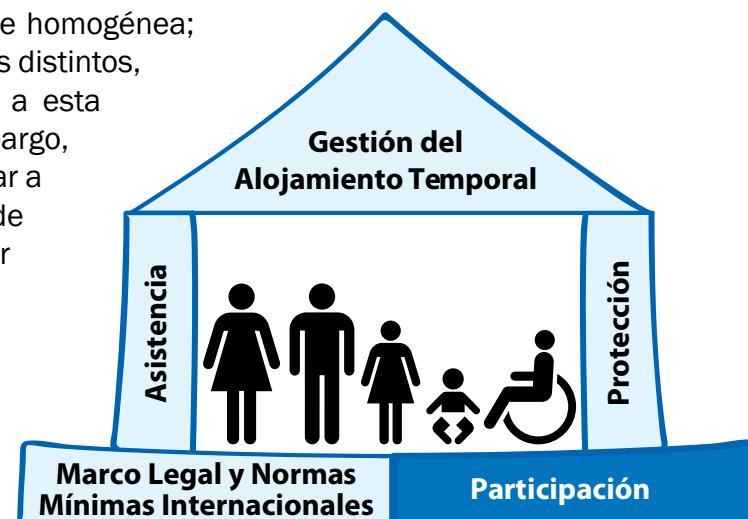 e homogénea;
s distintos,
a esta
argo,
ar a
de
r
Gestión del
Alojamiento Temporal
Asistencia
Protección
Marco Legal y Normas
Mínimas Internacionales
Participación